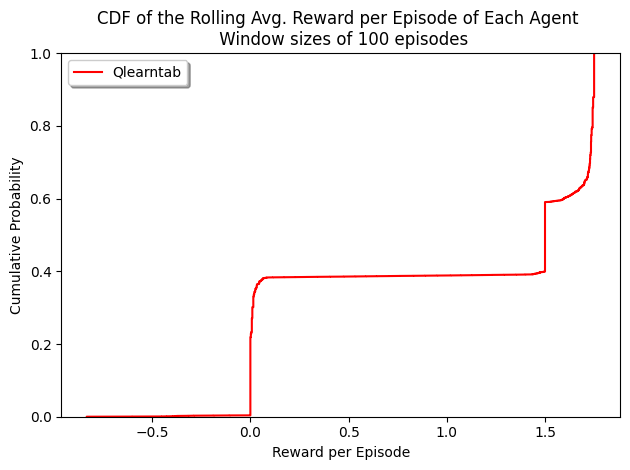 CDF of the Rolling Avg. Reward per Episode of Each Agent
Window sizes of 100 episodes
Qlearntab
1.0
0.8
0.6
0.4
0.2
0.0
Cumulative Probability
−0.5
0.0
0.5
1.0
1.5
Reward per Episode